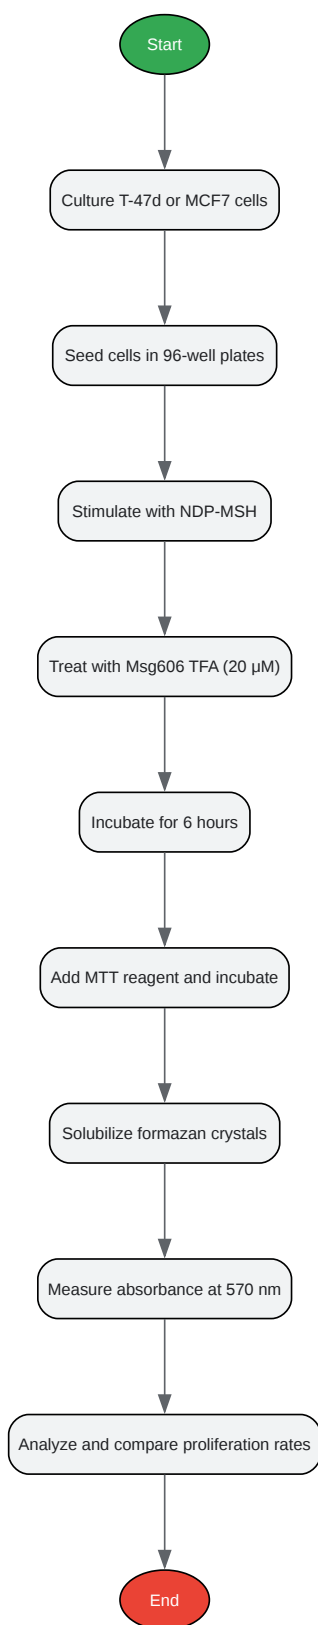 Start
Culture T-47d or MCF7 cells
Seed cells in 96-well plates
Stimulate with NDP-MSH
Treat with Msg606 TFA (20 μM)
Incubate for 6 hours
Add MTT reagent and incubate
Solubilize formazan crystals
Measure absorbance at 570 nm
Analyze and compare proliferation rates
End